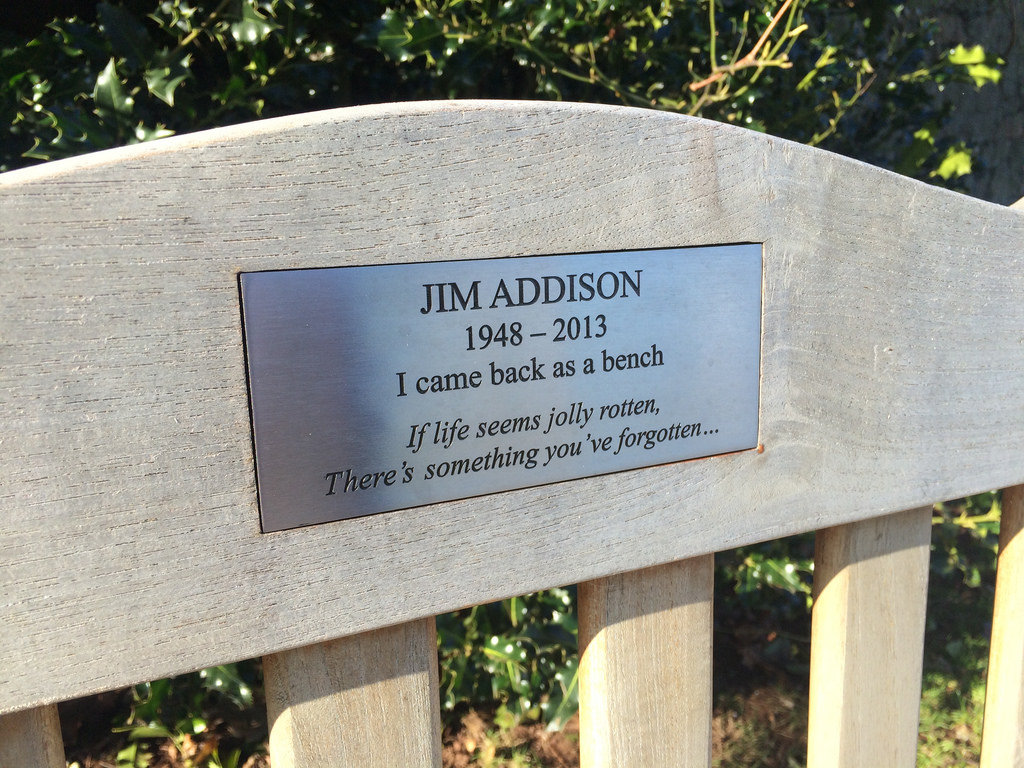 JIM ADDISON
1948 – 2013
I came back as a bench
If life seems jolly rotten,
There's something you've forgotten...